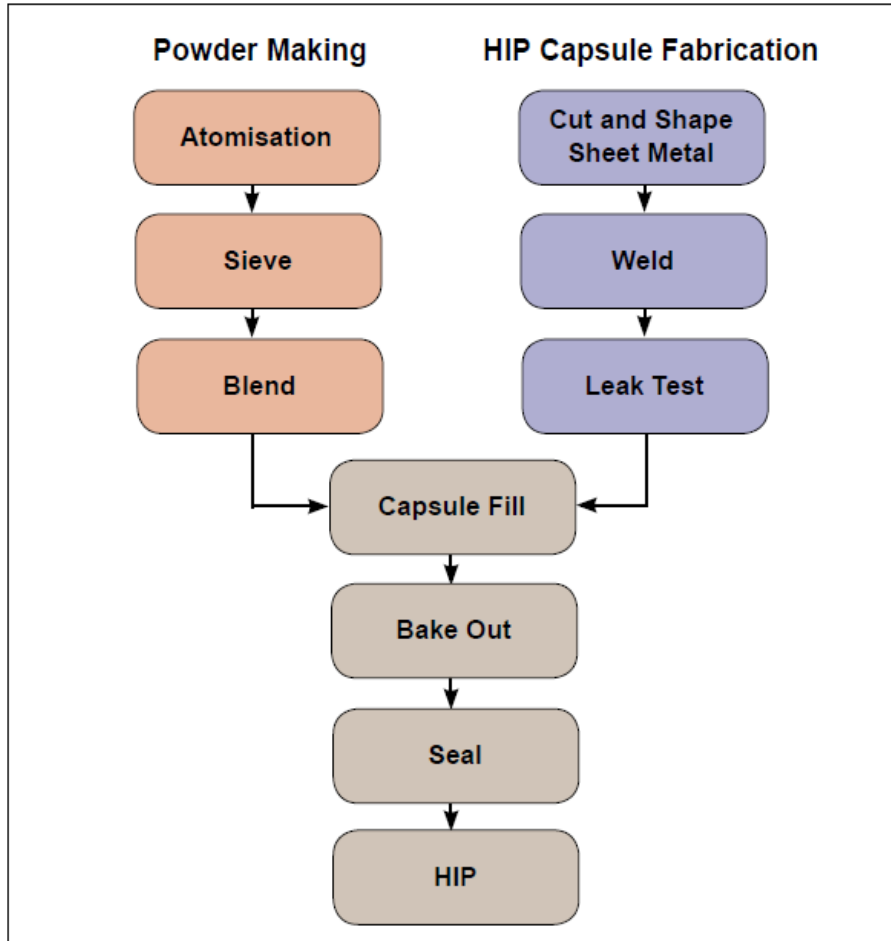 Powder Making
HIP Capsule Fabrication
Atomisation
Cut and Shape
Sheet Metal
Sieve
Weld
Blend
Leak Test
Capsule Fill
Bake Out
Seal
HIP